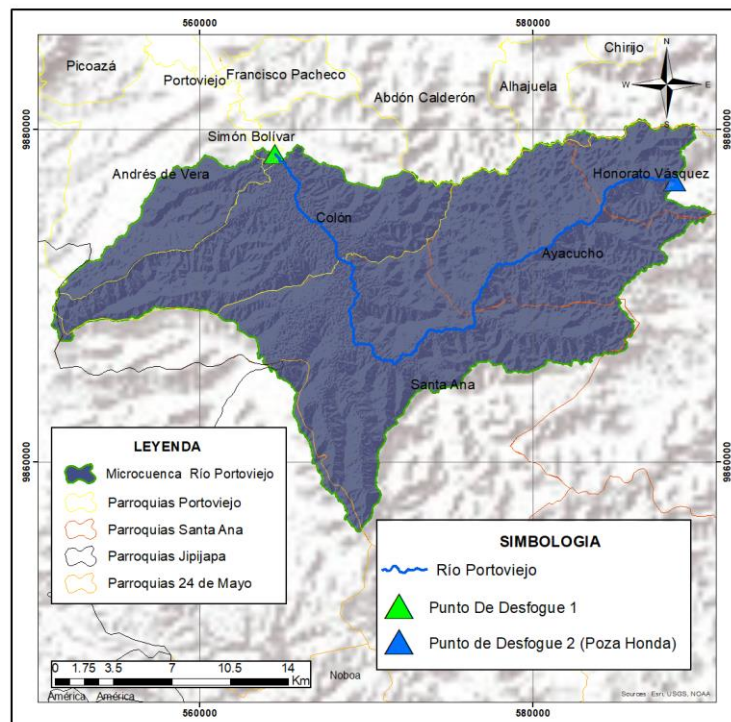 560000 580000
Chirijo
Picoazá
Portoviejo
Francisco Pacheco
Alhajuela
Abdón Calderón
N
W E
S
9880000 9880000
Simón Bolívar
Andrés de Vera
Honorato Vásquez
Colón
Ayacucho
Santa Ana
9860000 9860000
LEYENDA
Microcuenca Río Portoviejo
Parroquias Portoviejo
Parroquias Santa Ana
Parroquias Jipijapa
Parroquias 24 de Mayo
SIMBOLOGIA
Río Portoviejo
Punto De Desfogue 1
Punto de Desfogue 2 (Poza Honda)
0 1.75 3.5 7 10.5 14
Km
América América
Noboa
Sources: Esri, USGS, NOAA
560000 580000